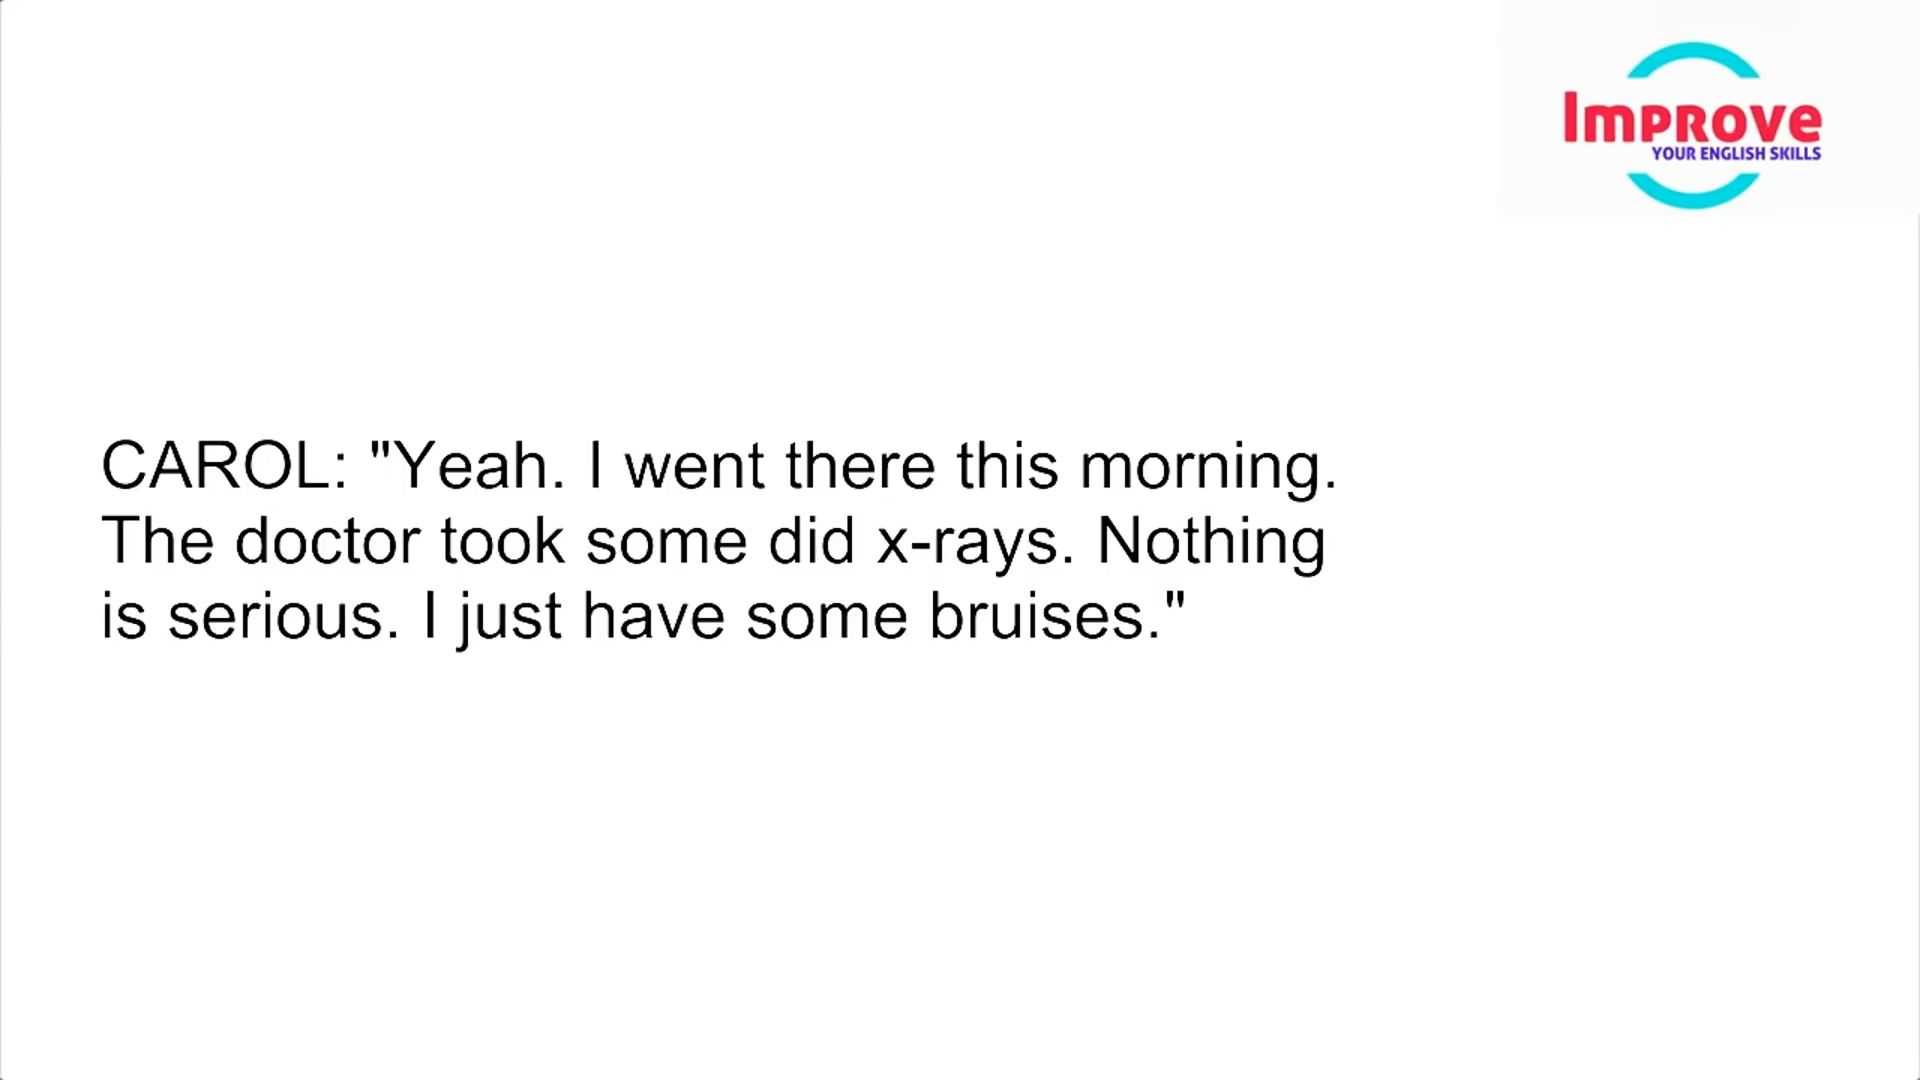 Improve
YOUR ENGLISH SKILLS
CAROL: "Yeah. I went there this morning.
The doctor took some did x-rays. Nothing
is serious. I just have some bruises."